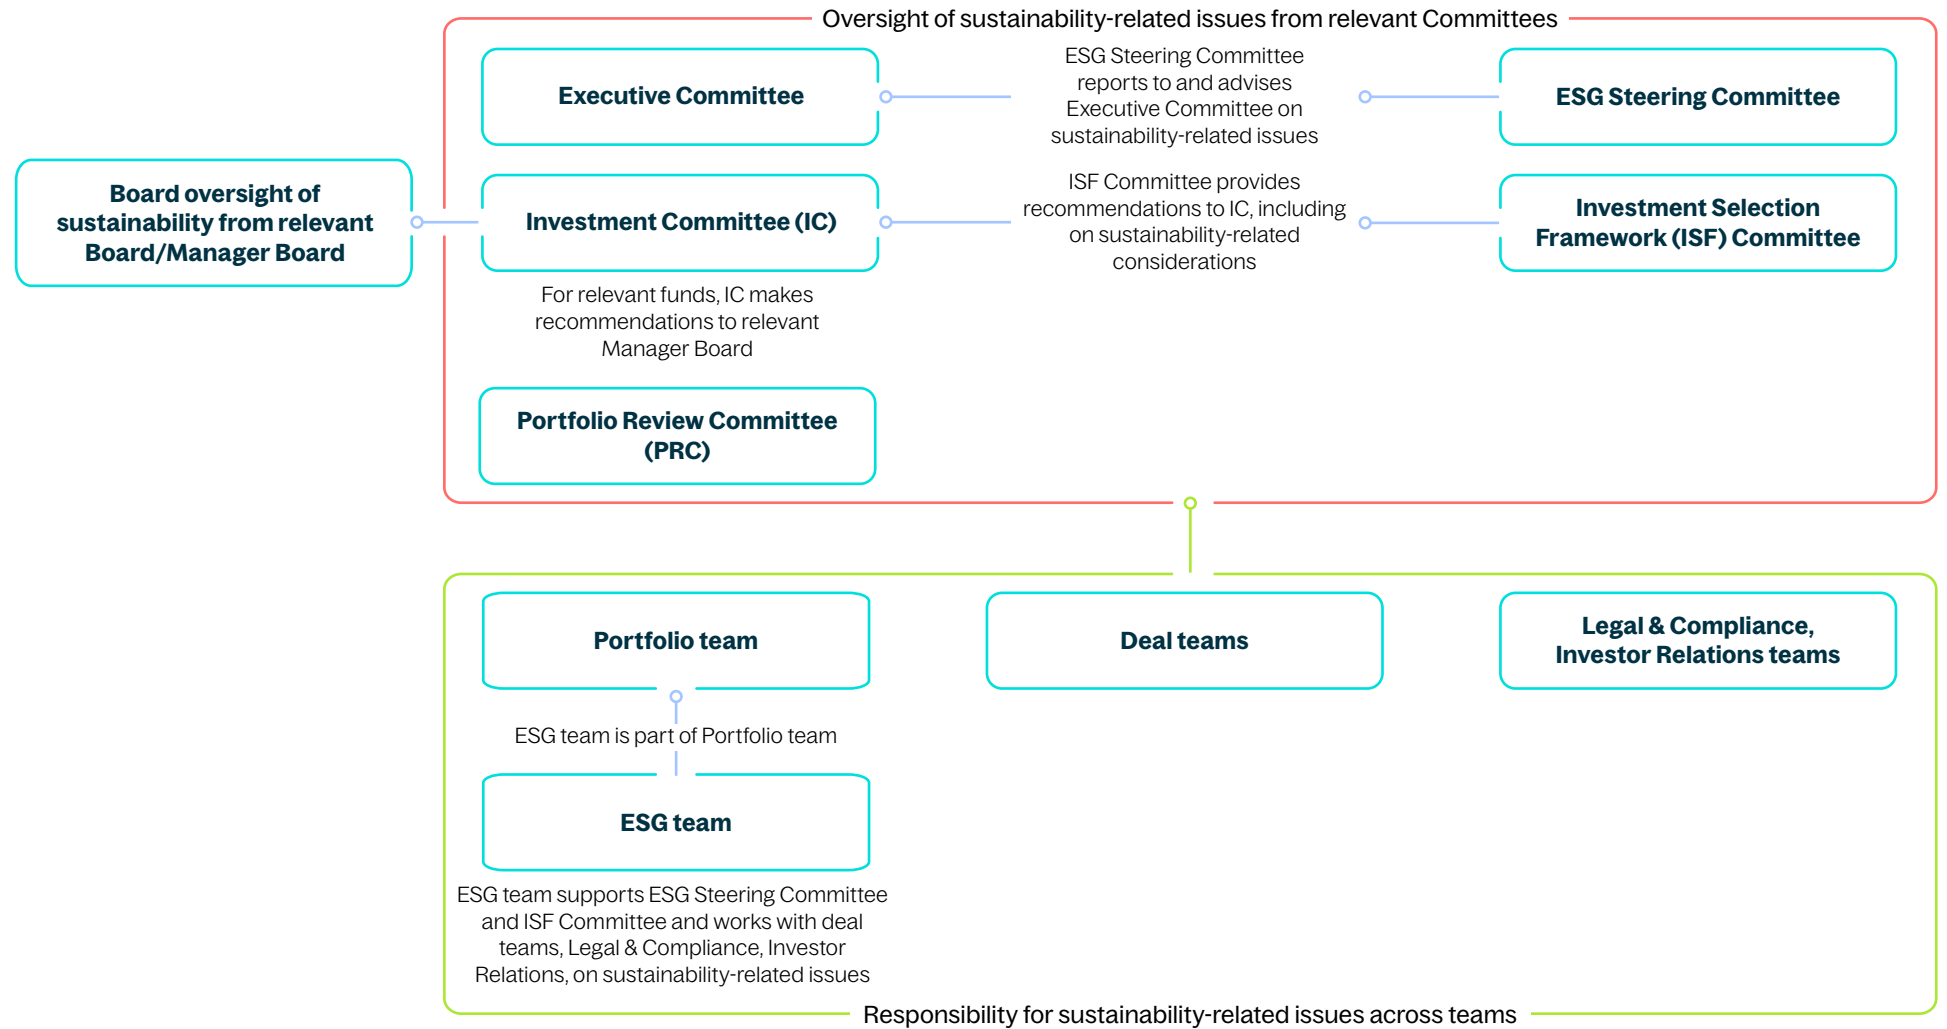 Oversight of sustainability-related issues from relevant Committees
Executive Committee
ESG Steering Committee
reports to and advises
Executive Committee on
sustainability-related issues
ESG Steering Committee
Board oversight of
sustainability from relevant
Board/Manager Board
Investment Committee (IC)
ISF Committee provides
recommendations to IC, including
on sustainability-related
considerations
Investment Selection
Framework (ISF) Committee
For relevant funds, IC makes
recommendations to relevant
Manager Board
Portfolio Review Committee
(PRC)
Portfolio team
Deal teams
Legal & Compliance,
Investor Relations teams
ESG team is part of Portfolio team
ESG team
ESG team supports ESG Steering Committee
and ISF Committee and works with deal
teams, Legal & Compliance, Investor
Relations, on sustainability-related issues
Responsibility for sustainability-related issues across teams